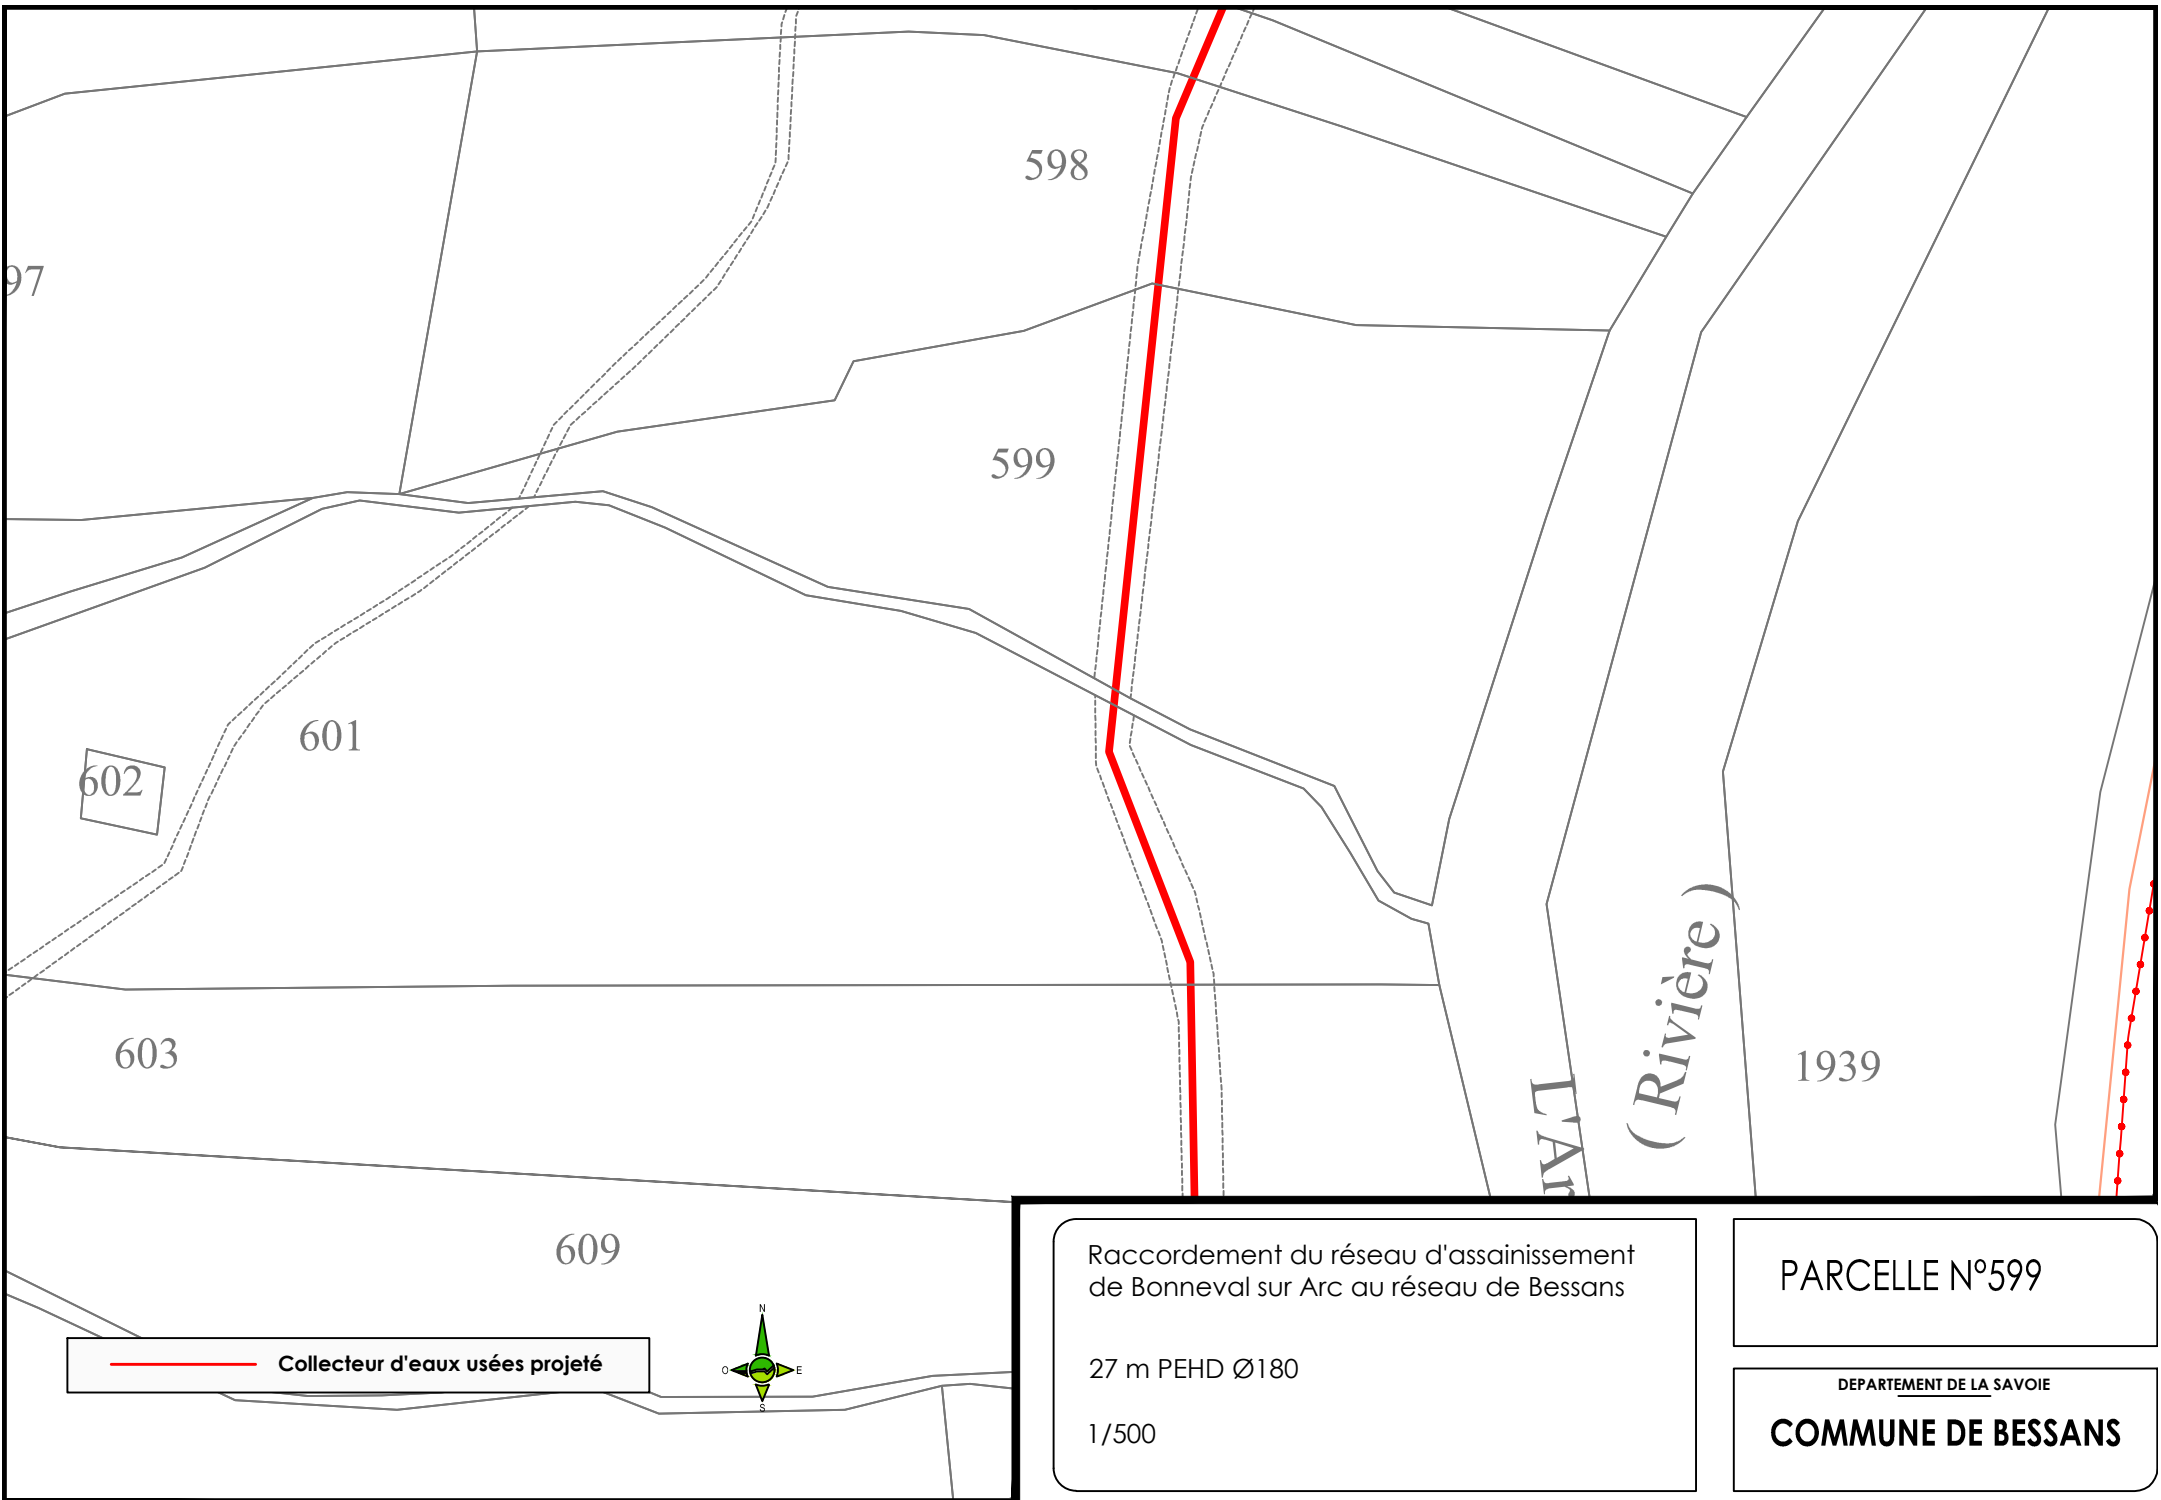 598
97
599
601
602
603
1939
( Rivière )
L'Ar
609
N
O
E
S
Collecteur d'eaux usées projeté
Raccordement du réseau d'assainissement
de Bonneval sur Arc au réseau de Bessans
27 m PEHD Ø180
1/500
PARCELLE N°599
DEPARTEMENT DE LA SAVOIE
COMMUNE DE BESSANS